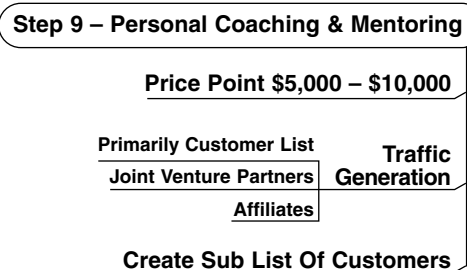 Step 9 – Personal Coaching & Mentoring
Price Point $5,000 – $10,000
Primarily Customer List
Joint Venture Partners
Affiliates
Traffic
Generation
Create Sub List Of Customers